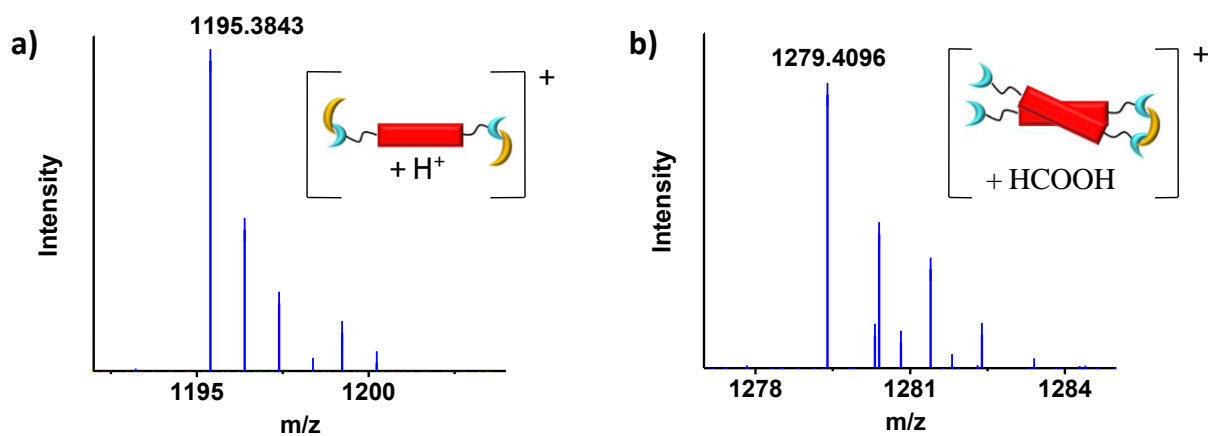 a)
1195.3843
+
+ H+
Intensity
1195
1200
m/z
b)
1279.4096
+
+ HCOOH
Intensity
1278
1281
1284
m/z